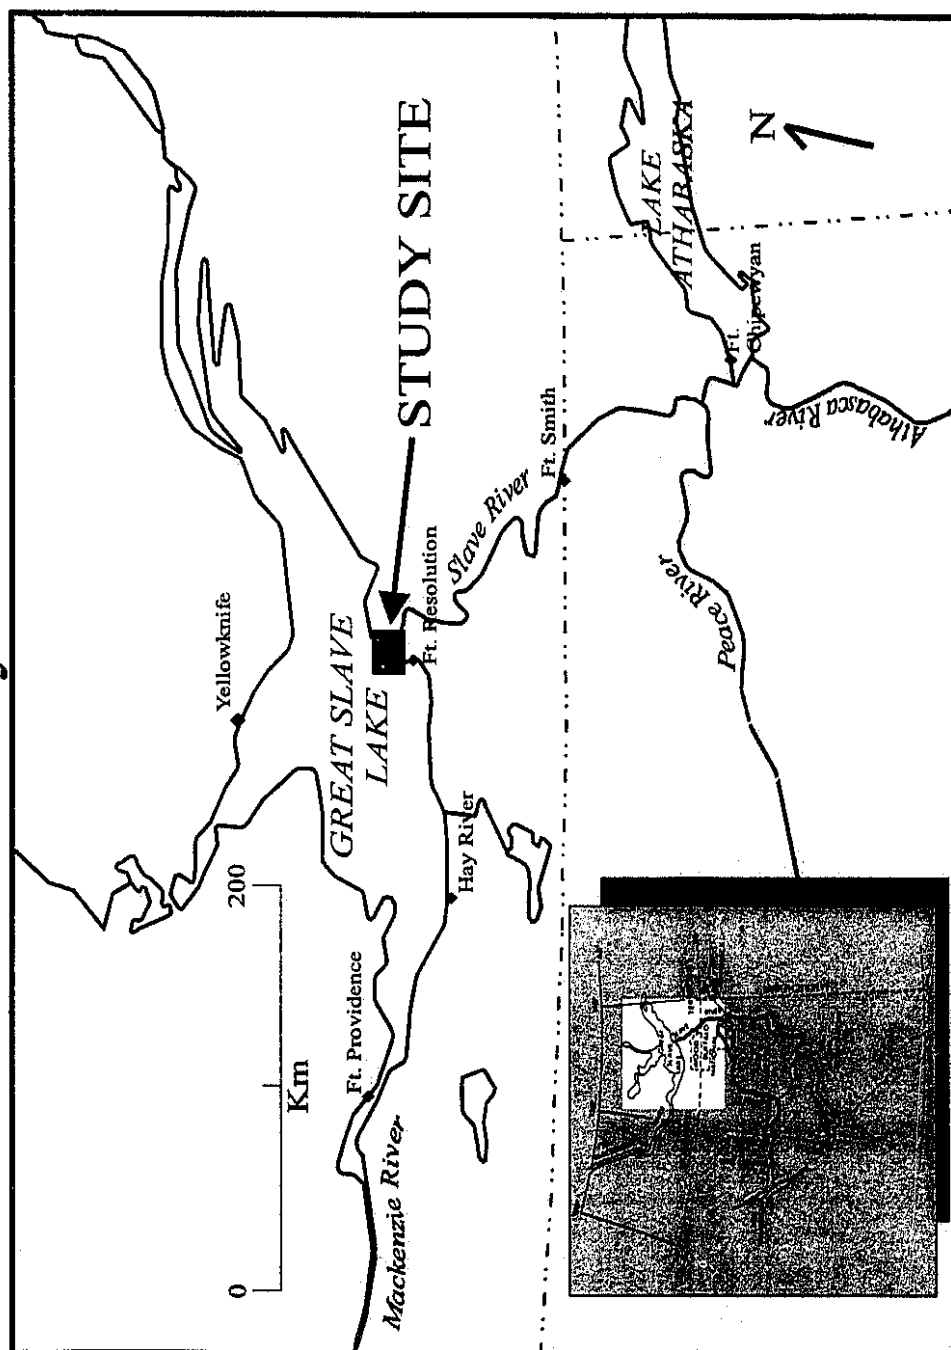 Yellowknife
GREAT SLAVE
LAKE
STUDY SITE
Ft. Resolution
Slave River
Ft. Smith
LAKE
ATHABASKA
N
Ft.
Chipewyan
Athabasca River
Peace River
Hay River
Ft. Providence
Mackenzie River
0
200
Km